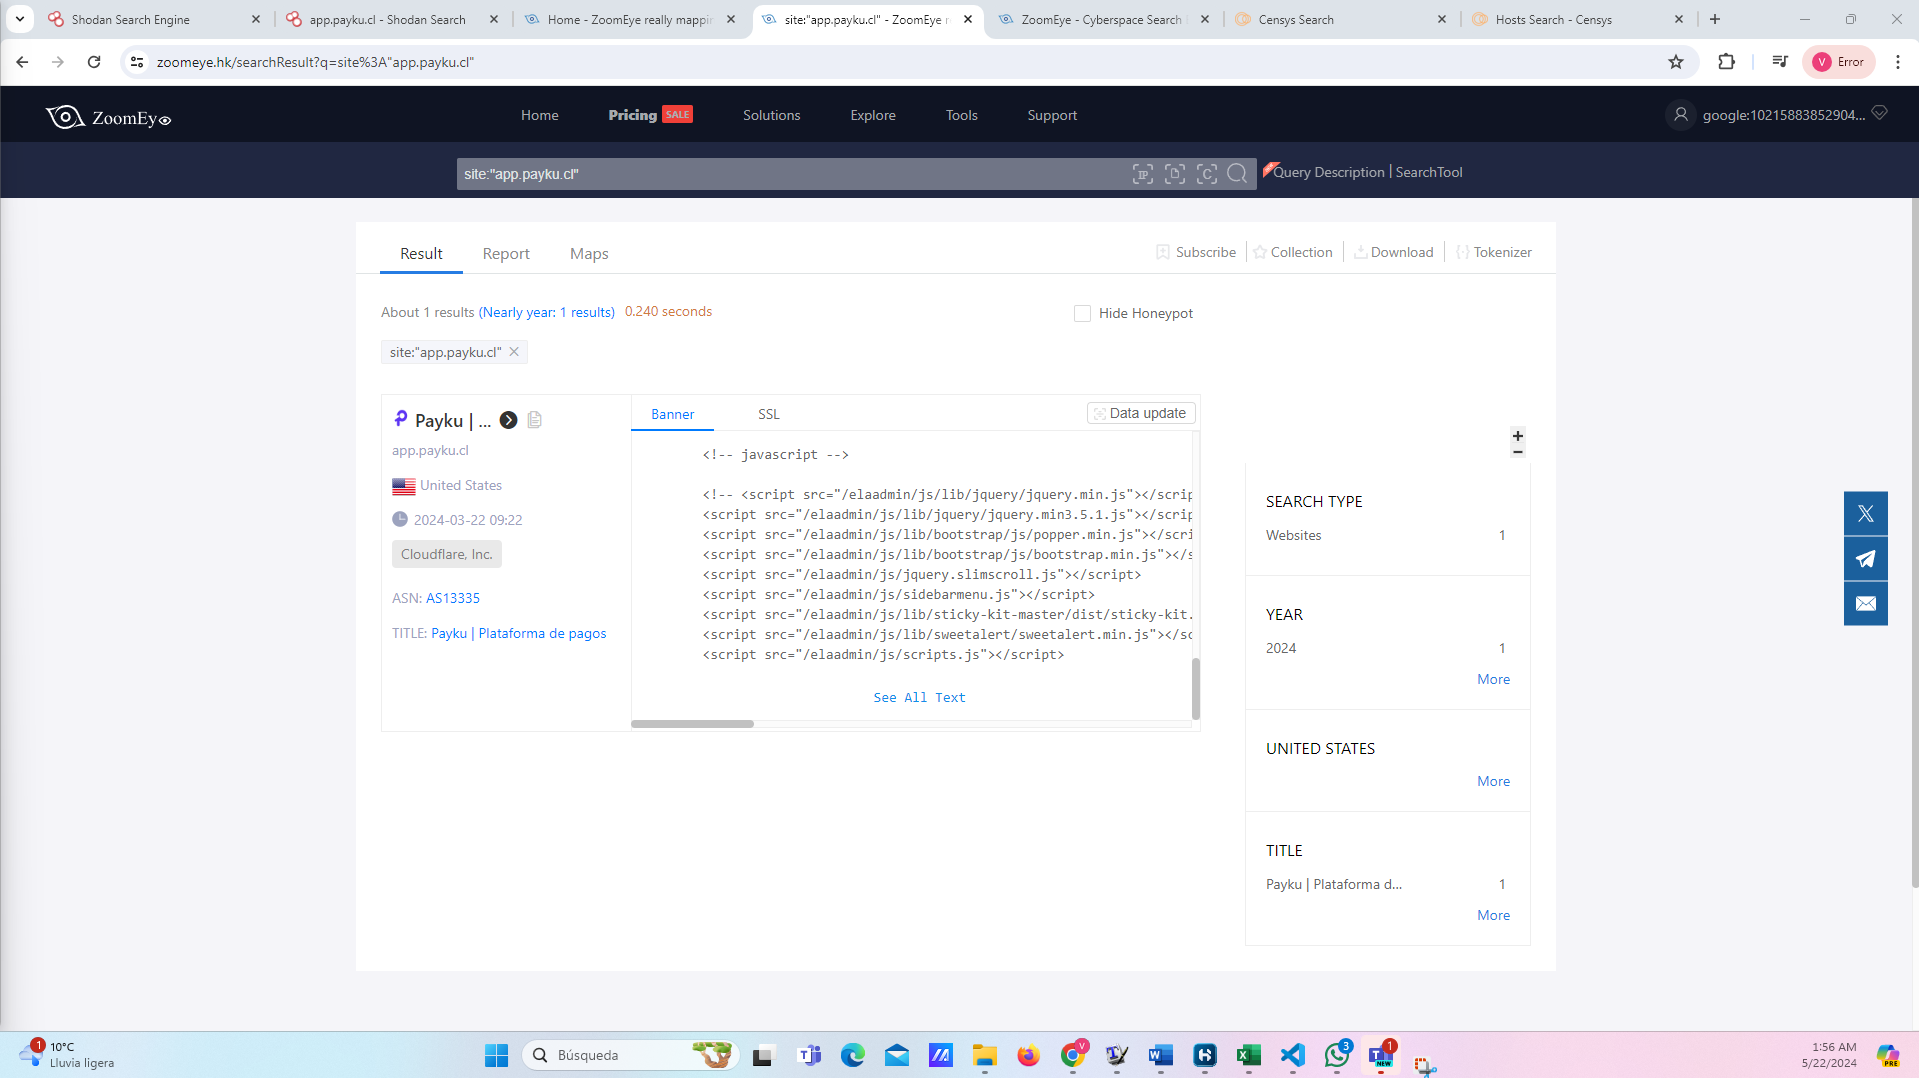 Shodan Search Engine
app.payku.cl - Shodan Search
Home - ZoomEye really mappin
site:"app.payku.cl" - ZoomEye r
ZoomEye - Cyberspace Search
Censys Search
Hosts Search - Censys
zoomeye.hk/searchResult?q=site%3A"app.payku.cl"
V Error
ZoomEye
Home
Pricing SALE
Solutions
Explore
Tools
Support
google:10215883852904...
site:"app.payku.cl"
IP
D
C
Query Description | SearchTool
Result
Report
Maps
Subscribe
Collection
Download
Tokenizer
About 1 results (Nearly year: 1 results) 0.240 seconds
Hide Honeypot
site:"app.payku.cl"
Payku | ...
app.payku.cl
United States
2024-03-22 09:22
Cloudflare, Inc.
ASN: AS13335
TITLE: Payku | Plataforma de pagos
Banner
SSL
Data update
<!-- javascript -->
<!-- <script src="/elaadmin/js/lib/jquery/jquery.min.js"></scrip
<script src="/elaadmin/js/lib/jquery/jquery.min3.5.1.js"></scrip
<script src="/elaadmin/js/lib/bootstrap/js/popper.min.js"></scri
<script src="/elaadmin/js/lib/bootstrap/js/bootstrap.min.js"></s
<script src="/elaadmin/js/jquery.slimscroll.js"></script>
<script src="/elaadmin/js/sidebarmenu.js"></script>
<script src="/elaadmin/js/lib/sticky-kit-master/dist/sticky-kit.
<script src="/elaadmin/js/lib/sweetalert/sweetalert.min.js"></sc
<script src="/elaadmin/js/scripts.js"></script>
See All Text
+
−
SEARCH TYPE
Websites 1
YEAR
2024 1
More
UNITED STATES
More
TITLE
Payku | Plataforma d... 1
More
1
10°C
Lluvia ligera
Búsqueda
V
3
1
NEW
1:56 AM
5/22/2024
PRE